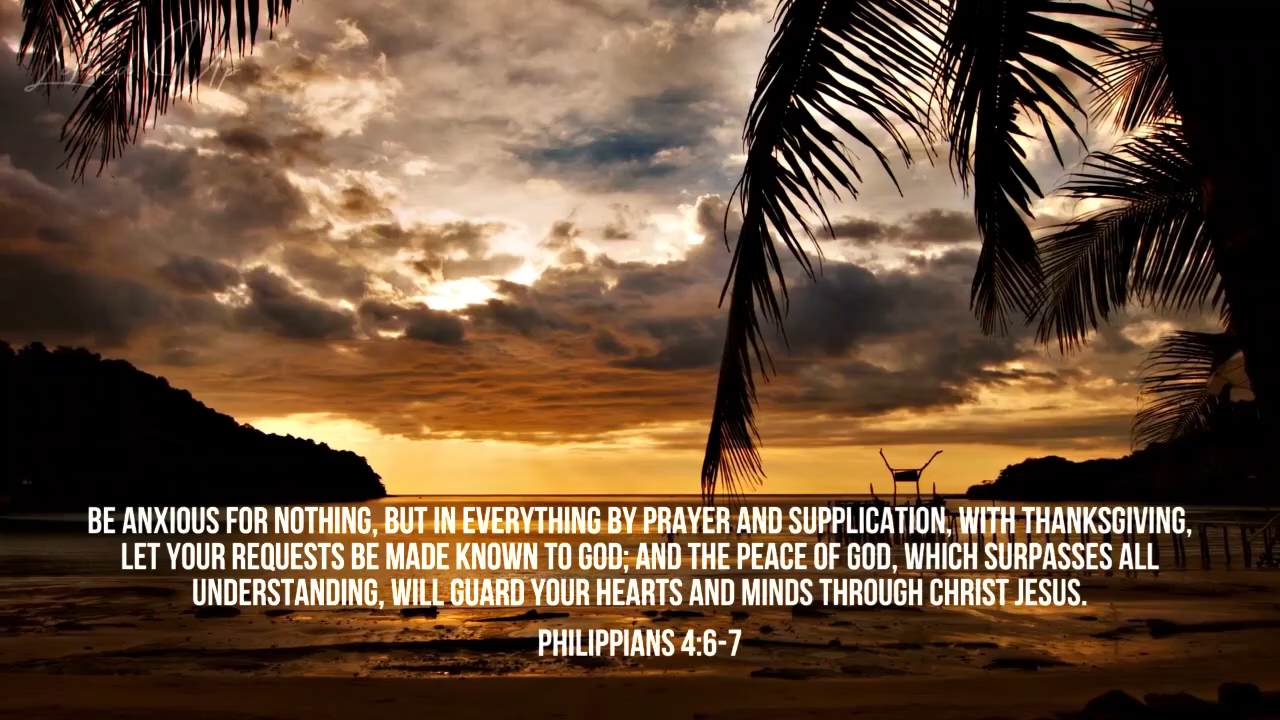 BE ANXIOUS FOR NOTHING, BUT IN EVERYTHING BY PRAYER AND SUPPLICATION, WITH THANKSGIVING,
LET YOUR REQUESTS BE MADE KNOWN TO GOD; AND THE PEACE OF GOD, WHICH SURPASSES ALL
UNDERSTANDING, WILL GUARD YOUR HEARTS AND MINDS THROUGH CHRIST JESUS.
PHILIPPIANS 4:6-7